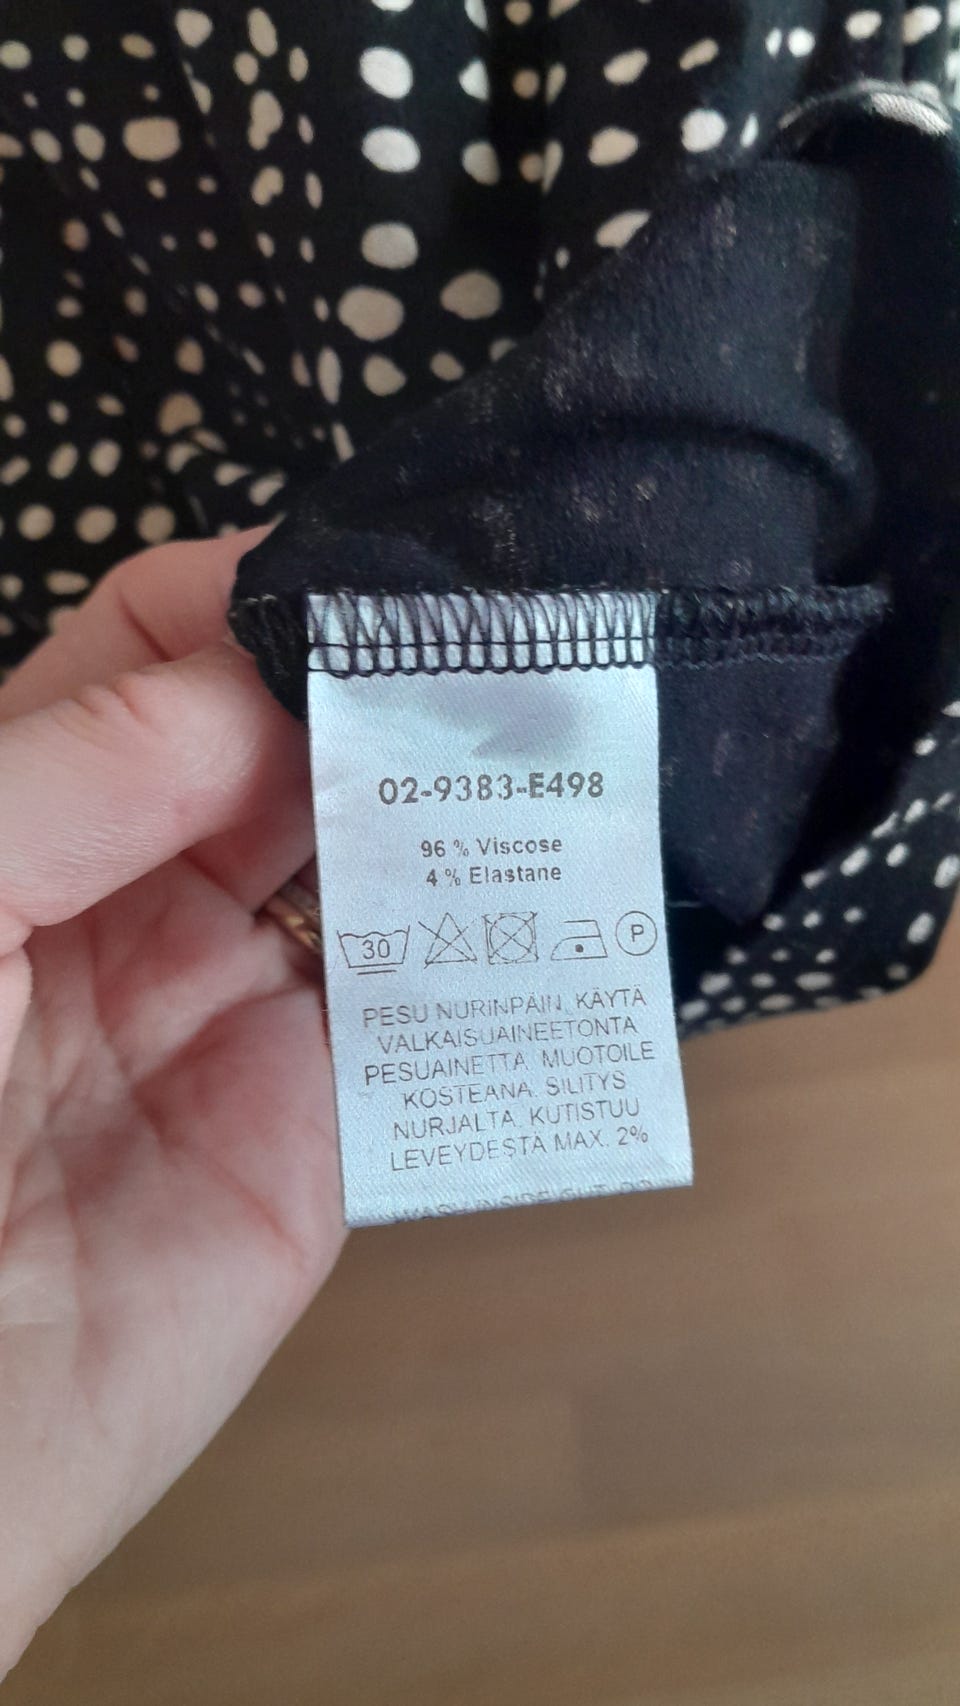 02-9383-E498
96 % Viscose
4 % Elastane
30 P
PESU NURINPÄIN, KÄYTÄ
VALKAISUAINEETONTA
PESUAINETTA. MUOTOILE
KOSTEANA. SILITYS
NURJALTA. KUTISTUU
LEVEYDESTÄ MAX. 2%